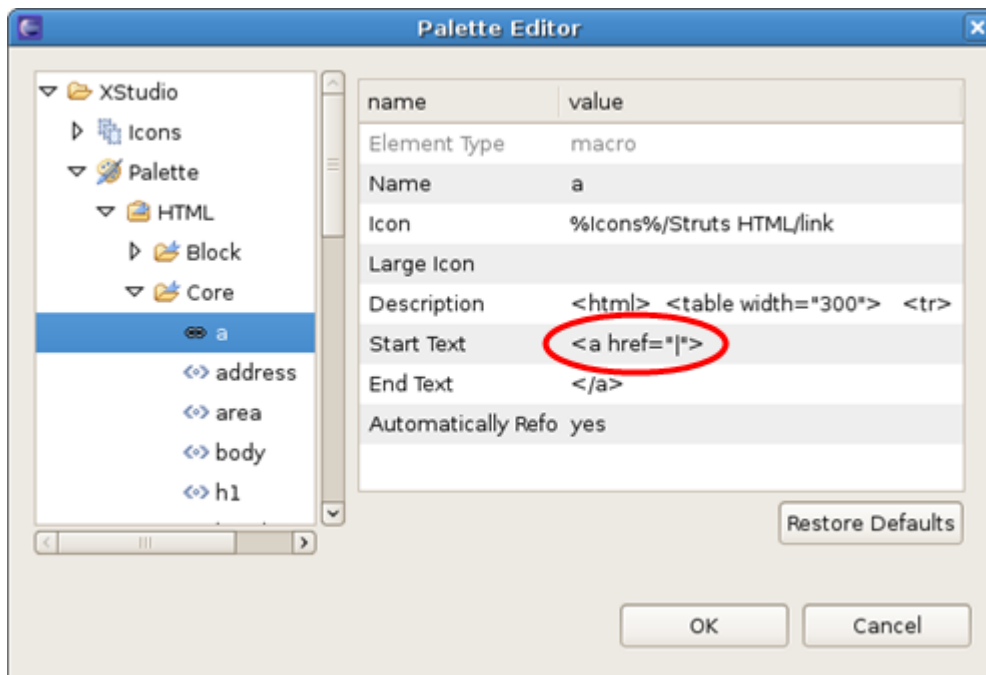 Palette Editor
XStudio
Icons
Palette
HTML
Block
Core
a
address
area
body
h1
name value
Element Type macro
Name a
Icon %Icons%/Struts HTML/link
Large Icon
Description <html> <table width="300"> <tr>
Start Text <a href="|">
End Text </a>
Automatically Refo yes
Restore Defaults
OK Cancel